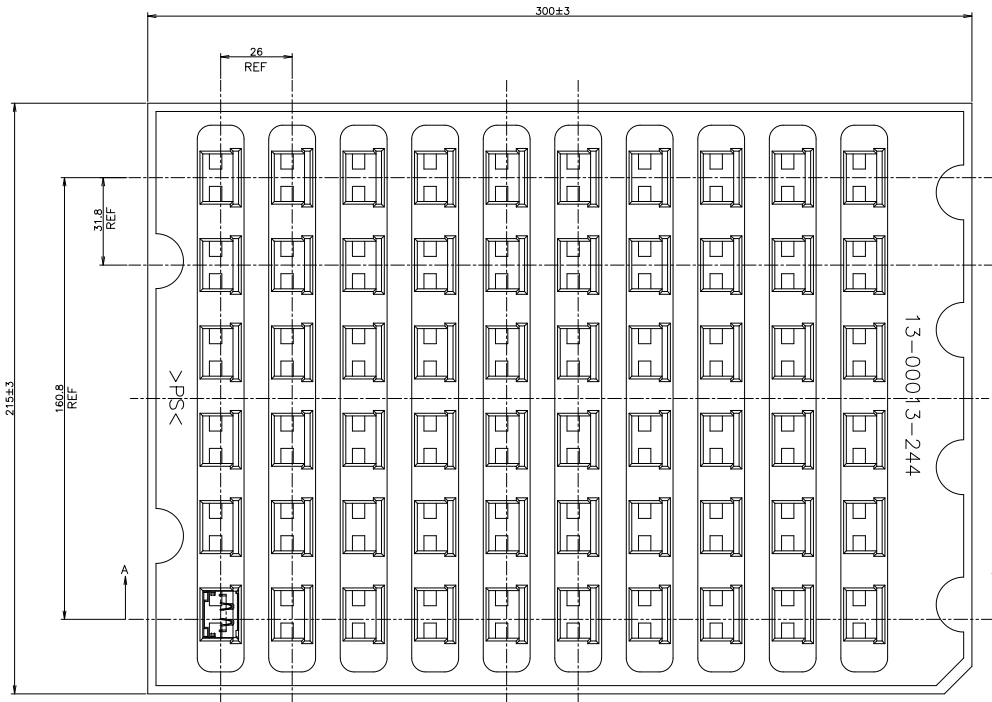 300±3
26
REF
31.8
REF
160.8
REF
215±3
>PS<
13-00013-244
A